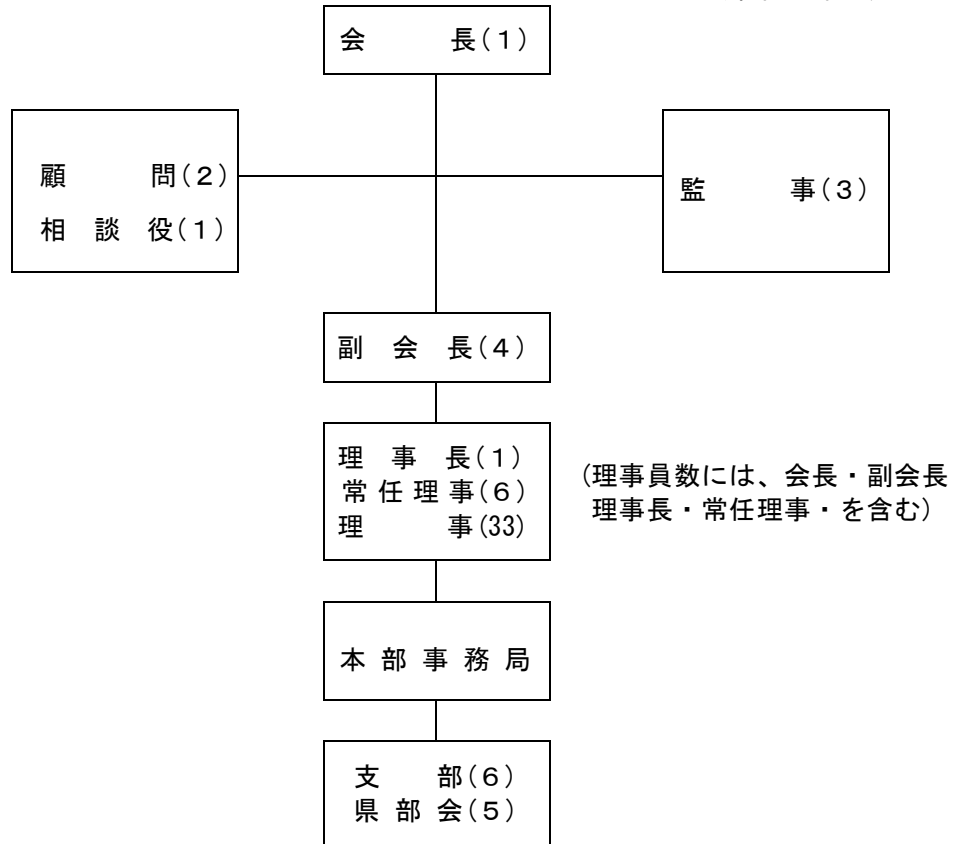 会長(1)
顧問(2)
相談役(1)
監事(3)
副会長(4)
理事長(1)
常任理事(6)
理事(33)
(理事員数には、会長・副会長
理事長・常任理事・を含む)
本部事務局
支部(6)
県部会(5)